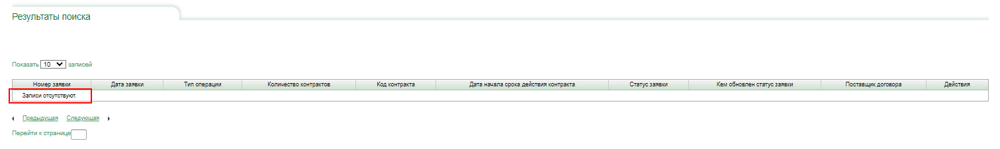 Результаты поиска
Показать 10 записей
Номер заявки Дата заявки Тип операции Количество контрактов Код контракта Дата начала срока действия контракта Статус заявки Кем обновлен статус заявки Поставщик договора Действия
Записи отсутствуют.
Предыдущая Следующая
Перейти к странице